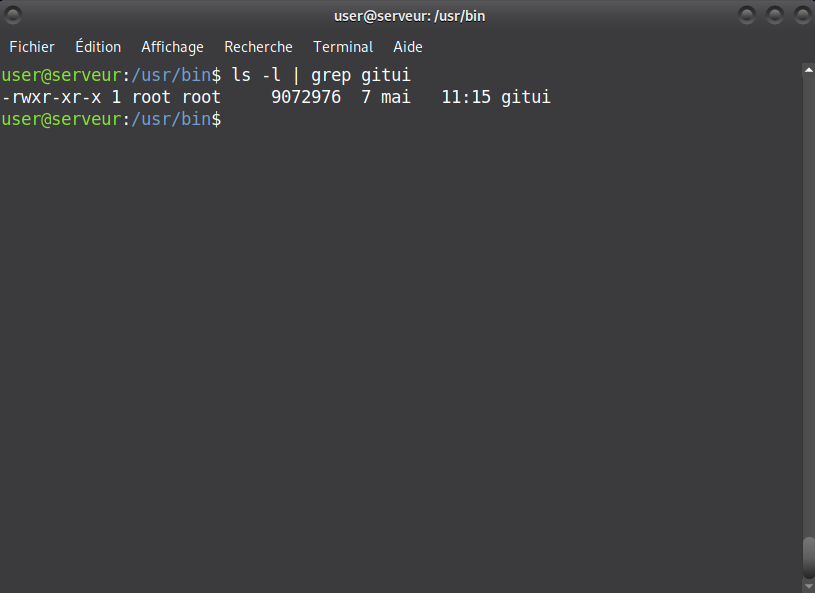 user@serveur: /usr/bin
Fichier Édition Affichage Recherche Terminal Aide
user@serveur:/usr/bin$ ls -l | grep gitui
-rwxr-xr-x 1 root root     9072976  7 mai   11:15 gitui
user@serveur:/usr/bin$